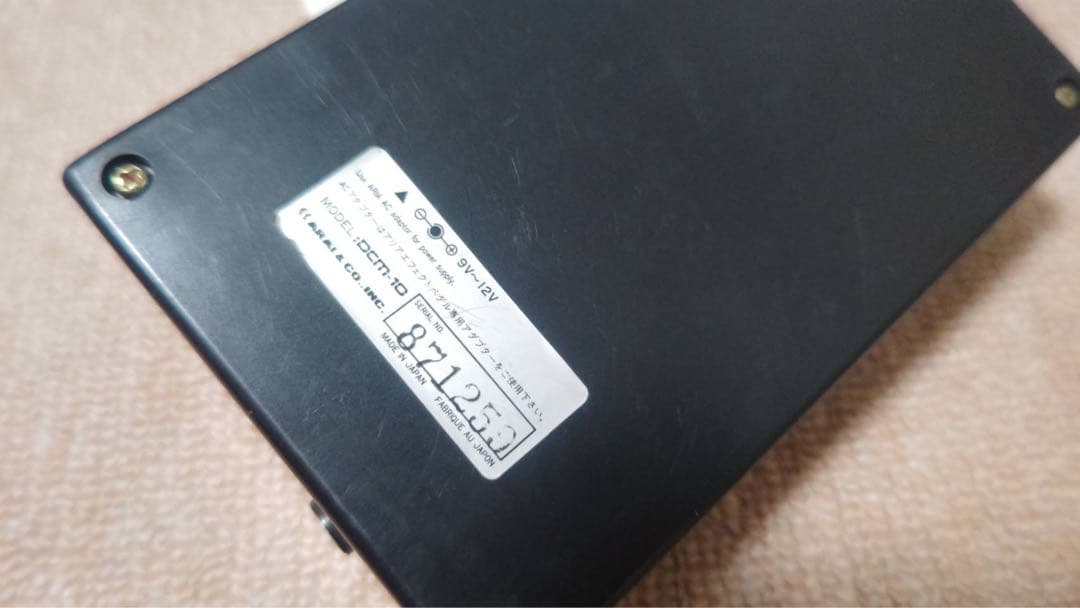 ⊖ ⊕ 9V~12V
Use ARIA AC adaptor for power supply.
ACアダプターはアリアエフェクトペダル専用アダプターをご使用下さい。
MODEL:DCM-10
ARAI & CO., INC.
SERIAL NO.
871250
MADE IN JAPAN FABRIQUE AU JAPON